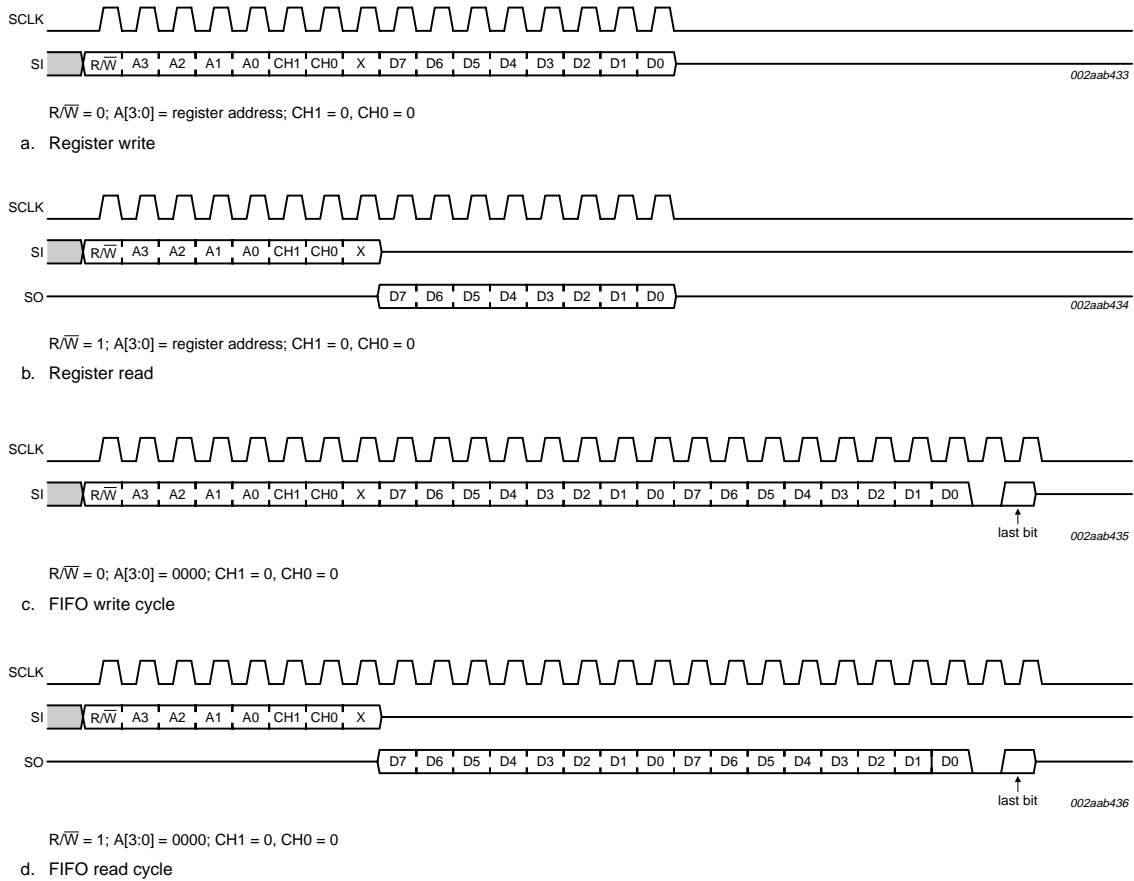 SCLK
SI R/W̅ A3 A2 A1 A0 CH1 CH0 X D7 D6 D5 D4 D3 D2 D1 D0
002aab433
R/W̅ = 0; A[3:0] = register address; CH1 = 0, CH0 = 0
a. Register write
SCLK
SI R/W̅ A3 A2 A1 A0 CH1 CH0 X
SO D7 D6 D5 D4 D3 D2 D1 D0
002aab434
R/W̅ = 1; A[3:0] = register address; CH1 = 0, CH0 = 0
b. Register read
SCLK
SI R/W̅ A3 A2 A1 A0 CH1 CH0 X D7 D6 D5 D4 D3 D2 D1 D0 D7 D6 D5 D4 D3 D2 D1 D0
last bit 002aab435
R/W̅ = 0; A[3:0] = 0000; CH1 = 0, CH0 = 0
c. FIFO write cycle
SCLK
SI R/W̅ A3 A2 A1 A0 CH1 CH0 X
SO D7 D6 D5 D4 D3 D2 D1 D0 D7 D6 D5 D4 D3 D2 D1 D0
last bit 002aab436
R/W̅ = 1; A[3:0] = 0000; CH1 = 0, CH0 = 0
d. FIFO read cycle